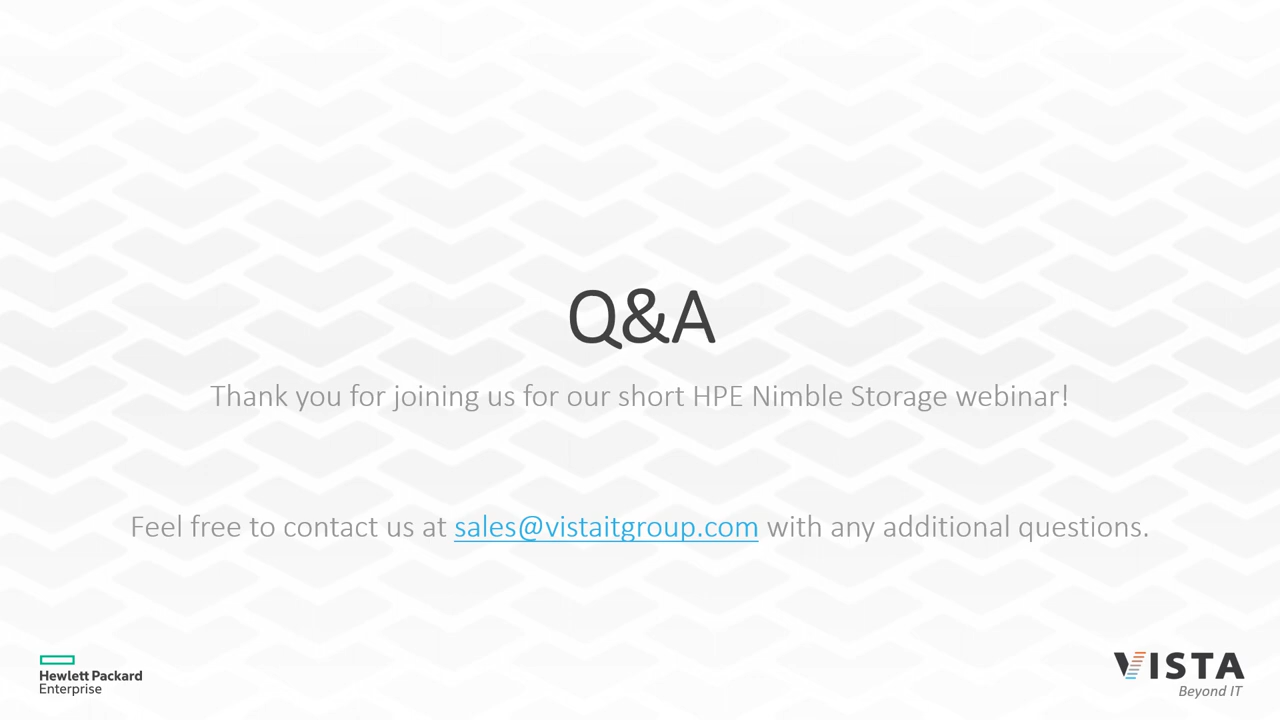 Q&A
Thank you for joining us for our short HPE Nimble Storage webinar!
Feel free to contact us at sales@vistaitgroup.com with any additional questions.
Hewlett Packard
Enterprise
VISTA
Beyond IT